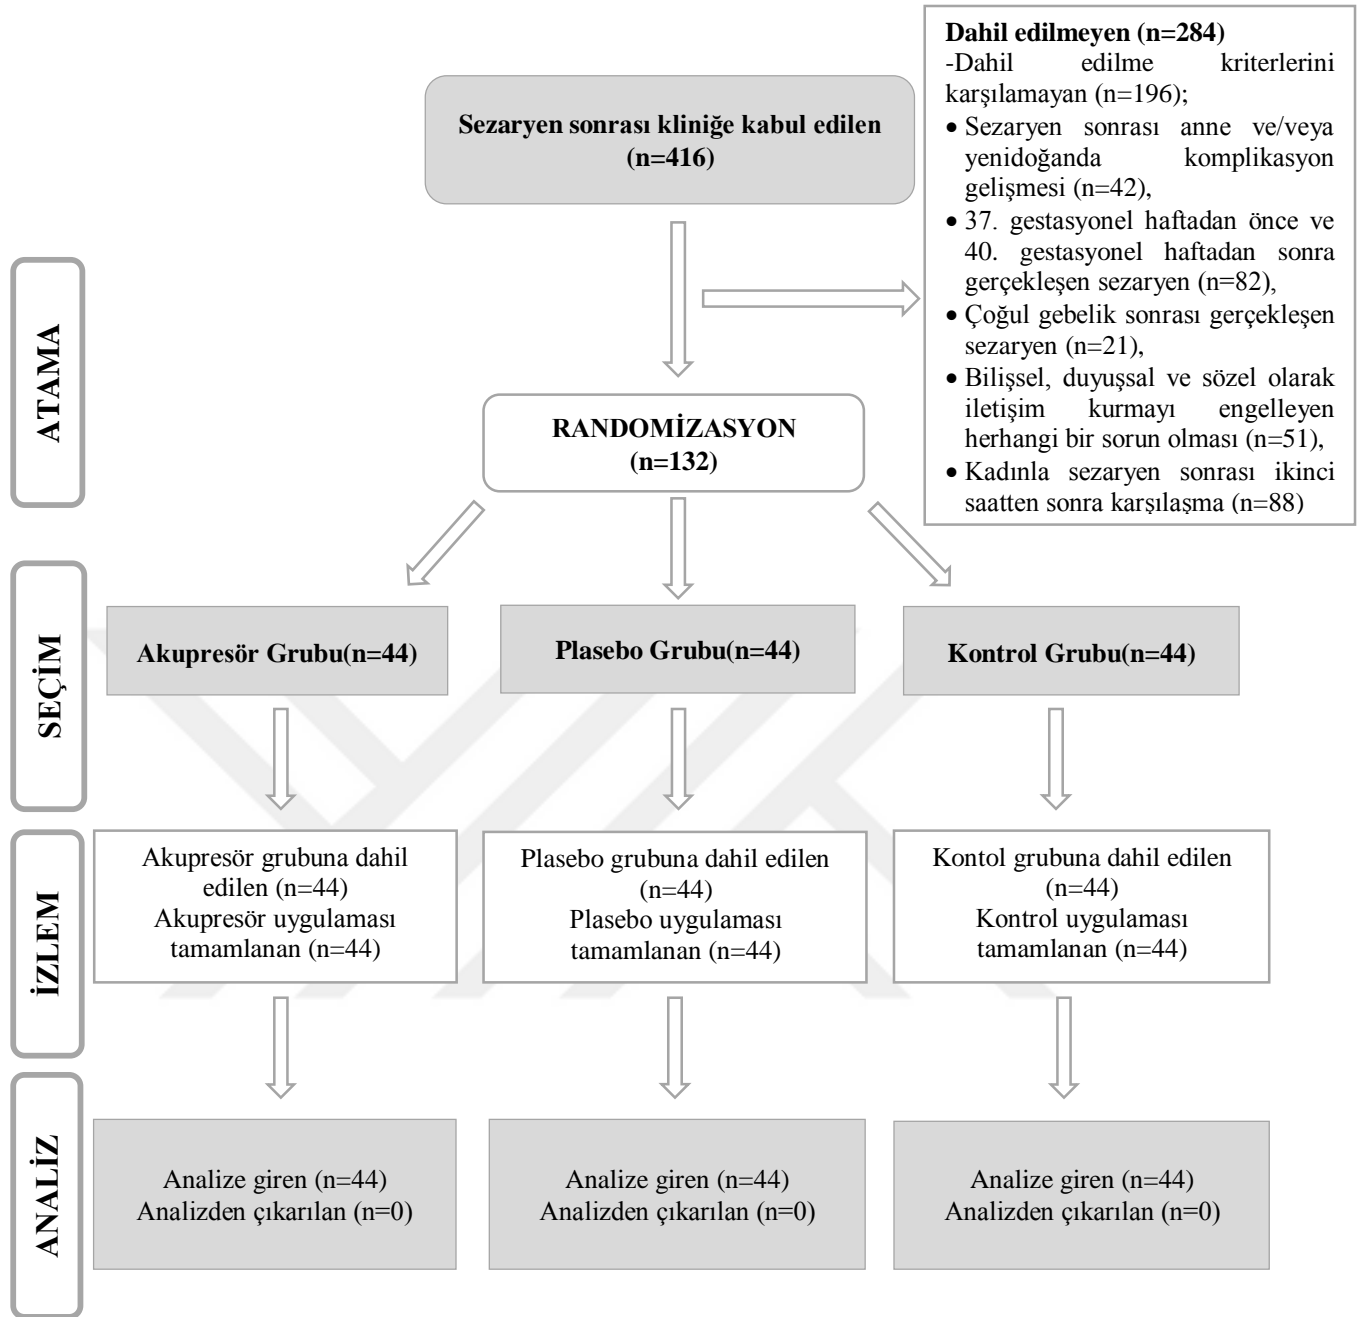 Sezaryen sonrası kliniğe kabul edilen
(n=416)
Dahil edilmeyen (n=284)
-Dahil edilme kriterlerini
karşılamayan (n=196);
• Sezaryen sonrası anne ve/veya
yenidoğanda komplikasyon
gelişmesi (n=42),
• 37. gestasyonel haftadan önce ve
40. gestasyonel haftadan sonra
gerçekleşen sezaryen (n=82),
• Çoğul gebelik sonrası gerçekleşen
sezaryen (n=21),
• Bilişsel, duyuşsal ve sözel olarak
iletişim kurmayı engelleyen
herhangi bir sorun olması (n=51),
• Kadınla sezaryen sonrası ikinci
saatten sonra karşılaşma (n=88)
ATAMA
RANDOMİZASYON
(n=132)
SEÇİM
Akupresör Grubu(n=44)
Plasebo Grubu(n=44)
Kontrol Grubu(n=44)
İZLEM
Akupresör grubuna dahil
edilen (n=44)
Akupresör uygulaması
tamamlanan (n=44)
Plasebo grubuna dahil edilen
(n=44)
Plasebo uygulaması
tamamlanan (n=44)
Kontol grubuna dahil edilen
(n=44)
Kontrol uygulaması
tamamlanan (n=44)
ANALİZ
Analize giren (n=44)
Analizden çıkarılan (n=0)
Analize giren (n=44)
Analizden çıkarılan (n=0)
Analize giren (n=44)
Analizden çıkarılan (n=0)